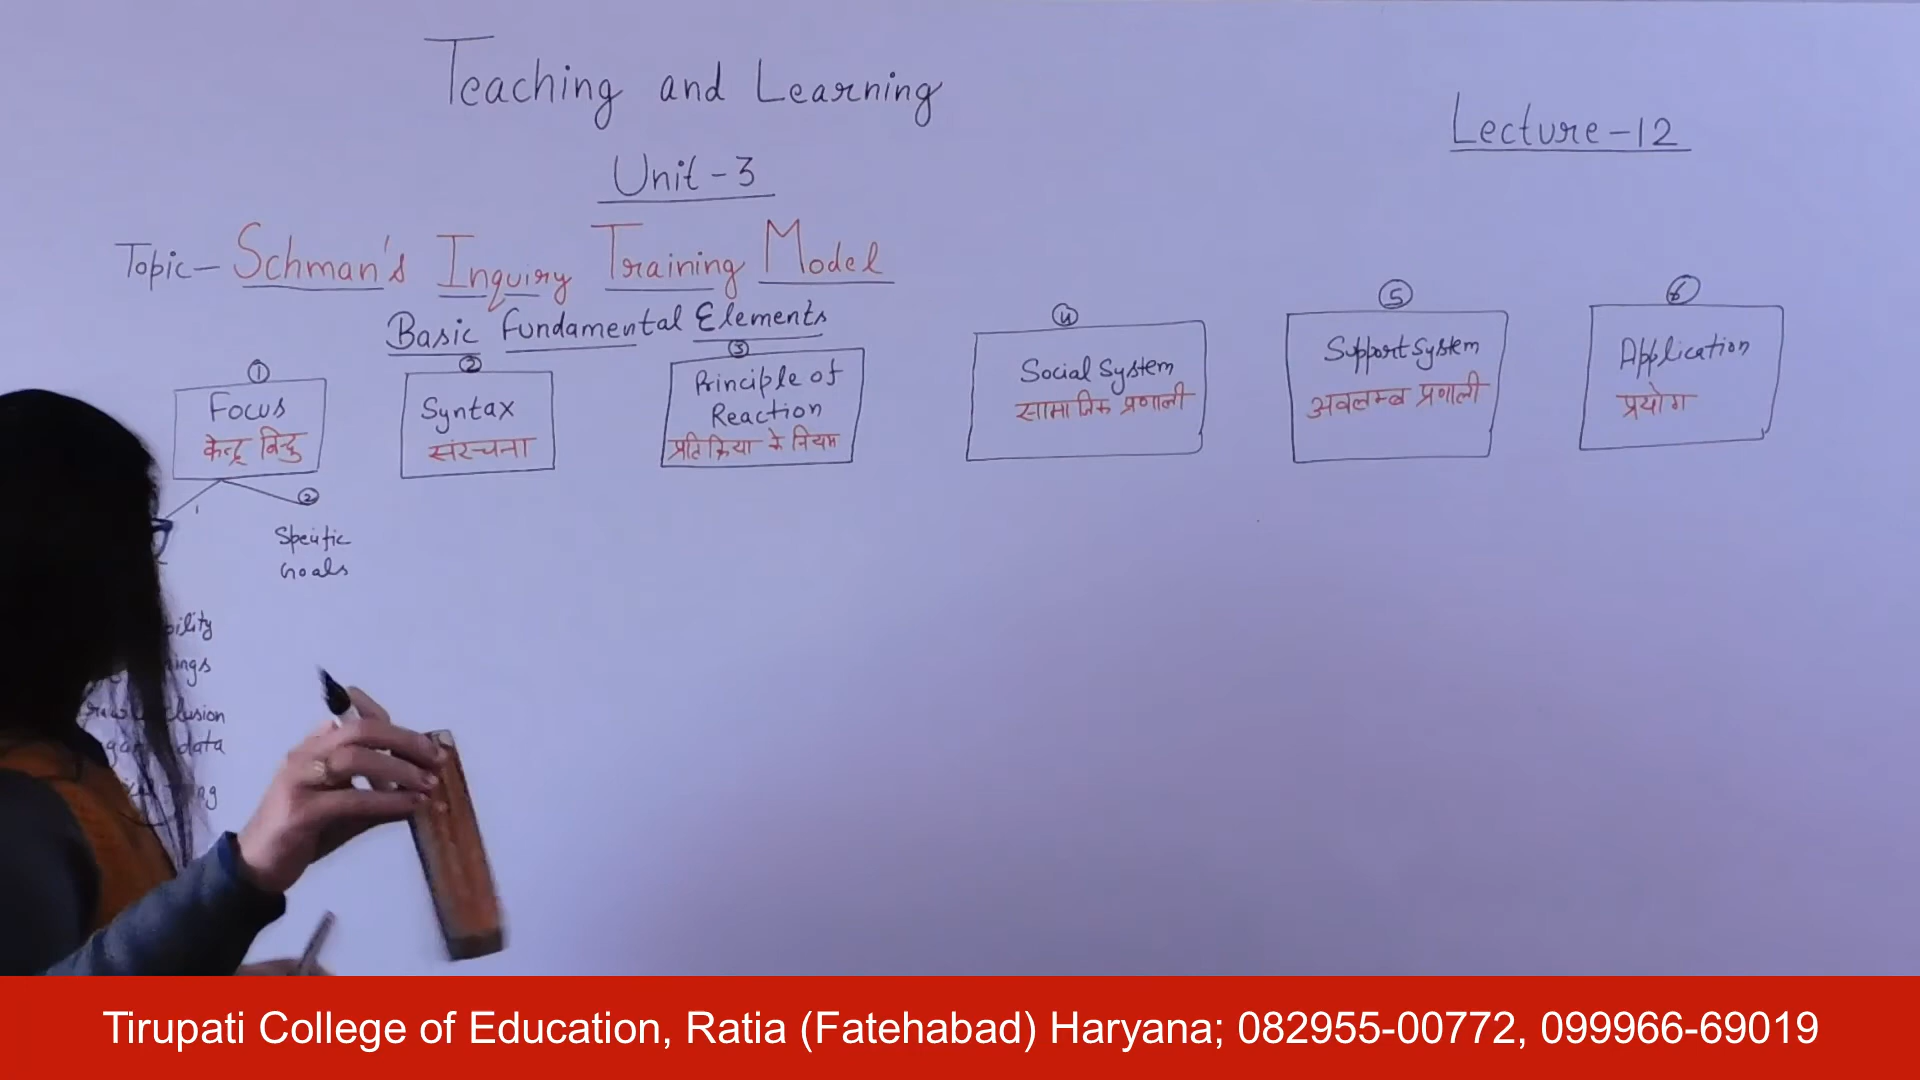 Teaching and Learning
Lecture-12
Unit-3
Topic- Schman's Inquiry Training Model
Basic Fundamental Elements
①
Focus
केन्द्र बिन्दु
②
Syntax
संरचना
③
Principle of
Reaction
प्रतिक्रिया के नियम
④
Social System
सामाजिक प्रणाली
⑤
Support System
अवलम्ब प्रणाली
⑥
Application
प्रयोग
②
Specific
Goals
data
Tirupati College of Education, Ratia (Fatehabad) Haryana; 082955-00772, 099966-69019